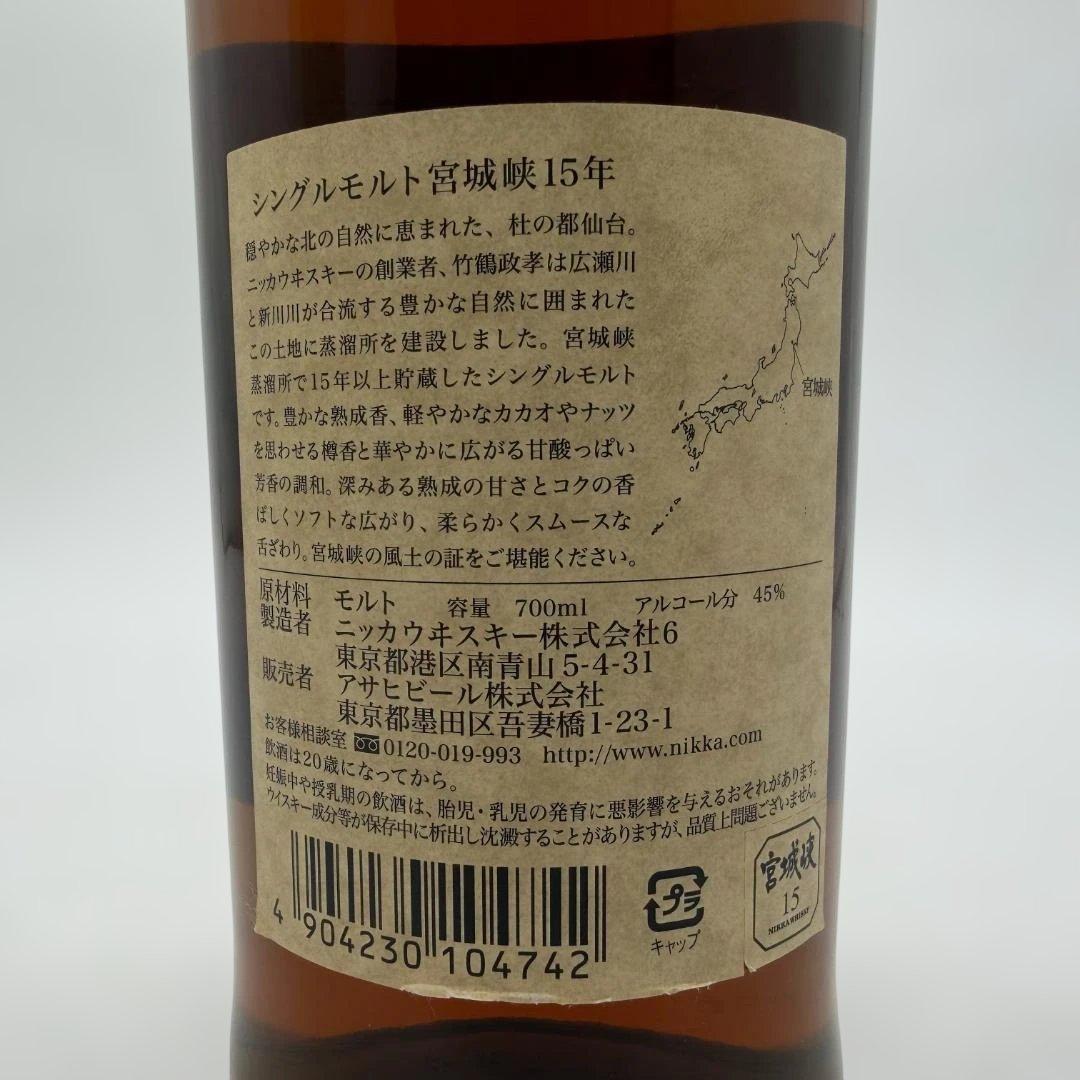 シングルモルト宮城峡15年
穏やかな北の自然に恵まれた、杜の都仙台。
ニッカウヰスキーの創業者、竹鶴政孝は広瀬川
と新川川が合流する豊かな自然に囲まれた
この土地に蒸溜所を建設しました。宮城峡
蒸溜所で15年以上貯蔵したシングルモルト
です。豊かな熟成香、軽やかなカカオやナッツ
を思わせる樽香と華やかに広がる甘酸っぱい
芳香の調和。深みある熟成の甘さとコクの香
ばしくソフトな広がり、柔らかくスムースな
舌ざわり。宮城峡の風土の証をご堪能ください。
宮城峡
原材料 モルト 容量 700ml アルコール分 45%
製造者 ニッカウヰスキー株式会社6
東京都港区南青山5-4-31
販売者 アサヒビール株式会社
東京都墨田区吾妻橋1-23-1
お客様相談室 0120-019-993 http://www.nikka.com
飲酒は20歳になってから。
妊娠中や授乳期の飲酒は、胎児・乳児の発育に悪影響を与えるおそれがあります。
ウイスキー成分等が保存中に析出し沈澱することがありますが、品質上問題ございません。
4 904230 104742
プラ
キャップ
宮城峡
15
NIKKA WHISKY